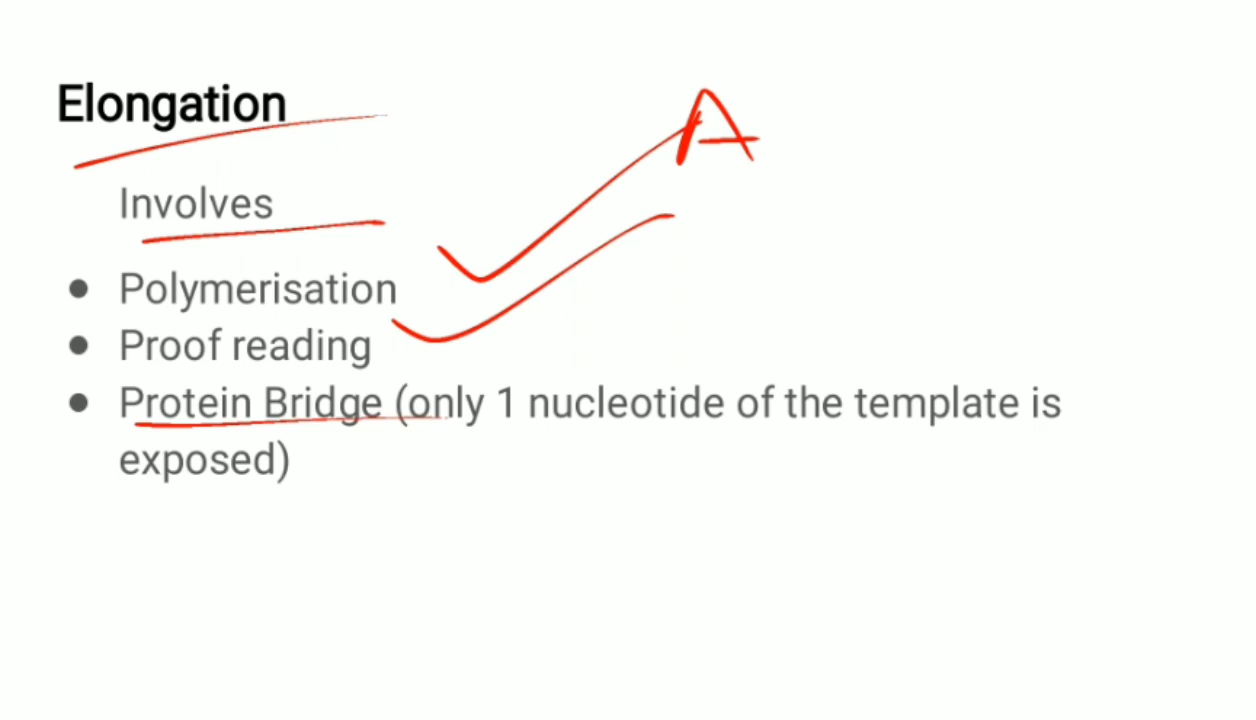 Elongation
A
Involves
● Polymerisation
● Proof reading
● Protein Bridge (only 1 nucleotide of the template is
exposed)